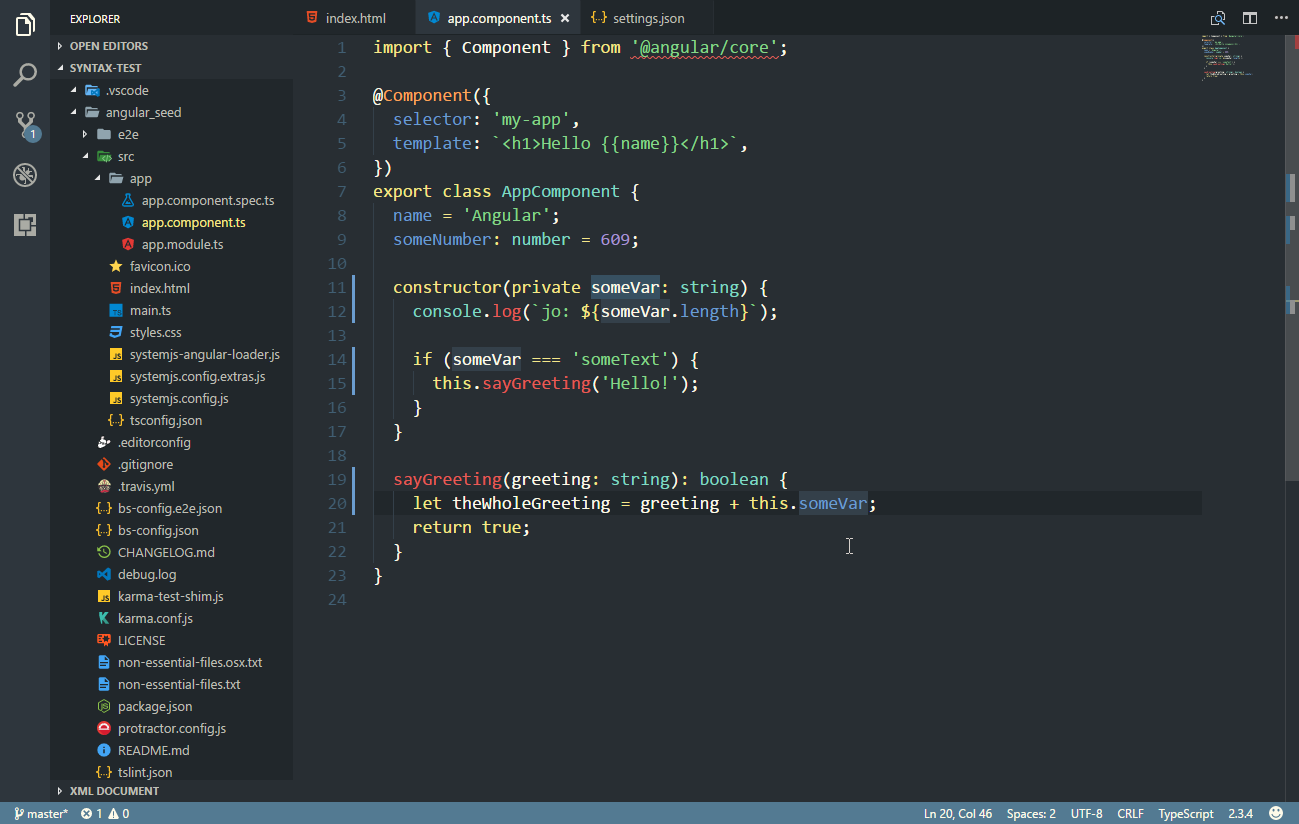 EXPLORER
OPEN EDITORS
SYNTAX-TEST
.vscode
angular_seed
e2e
src
app
app.component.spec.ts
app.component.ts
app.module.ts
favicon.ico
index.html
main.ts
styles.css
systemjs-angular-loader.js
systemjs.config.extras.js
systemjs.config.js
tsconfig.json
.editorconfig
.gitignore
.travis.yml
bs-config.e2e.json
bs-config.json
CHANGELOG.md
debug.log
karma-test-shim.js
karma.conf.js
LICENSE
non-essential-files.osx.txt
non-essential-files.txt
package.json
protractor.config.js
README.md
tslint.json
XML DOCUMENT
1
index.html app.component.ts × settings.json
1 import { Component } from '@angular/core';
2
3 @Component({
4   selector: 'my-app',
5   template: `<h1>Hello {{name}}</h1>`,
6 })
7 export class AppComponent {
8   name = 'Angular';
9   someNumber: number = 609;
10
11   constructor(private someVar: string) {
12     console.log(`jo: ${someVar.length}`);
13
14     if (someVar === 'someText') {
15       this.sayGreeting('Hello!');
16     }
17   }
18
19   sayGreeting(greeting: string): boolean {
20     let theWholeGreeting = greeting + this.someVar;
21     return true;
22   }
23 }
24
master* 1 0 Ln 20, Col 46 Spaces: 2 UTF-8 CRLF TypeScript 2.3.4